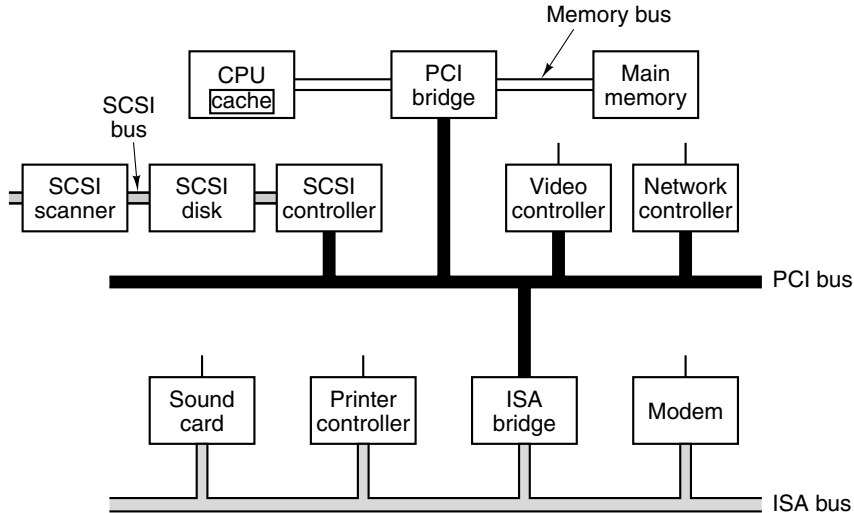 Memory bus
CPU
cache
PCI
bridge
Main
memory
SCSI
bus
SCSI
scanner
SCSI
disk
SCSI
controller
Video
controller
Network
controller
PCI bus
Sound
card
Printer
controller
ISA
bridge
Modem
ISA bus